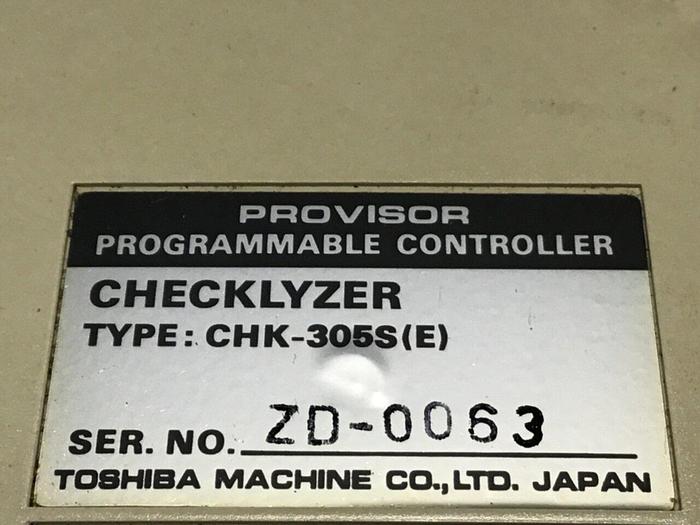 PROVISOR
PROGRAMMABLE CONTROLLER
CHECKLYZER
TYPE: CHK-305S(E)
SER. NO. ZD-0063
TOSHIBA MACHINE CO.,LTD. JAPAN